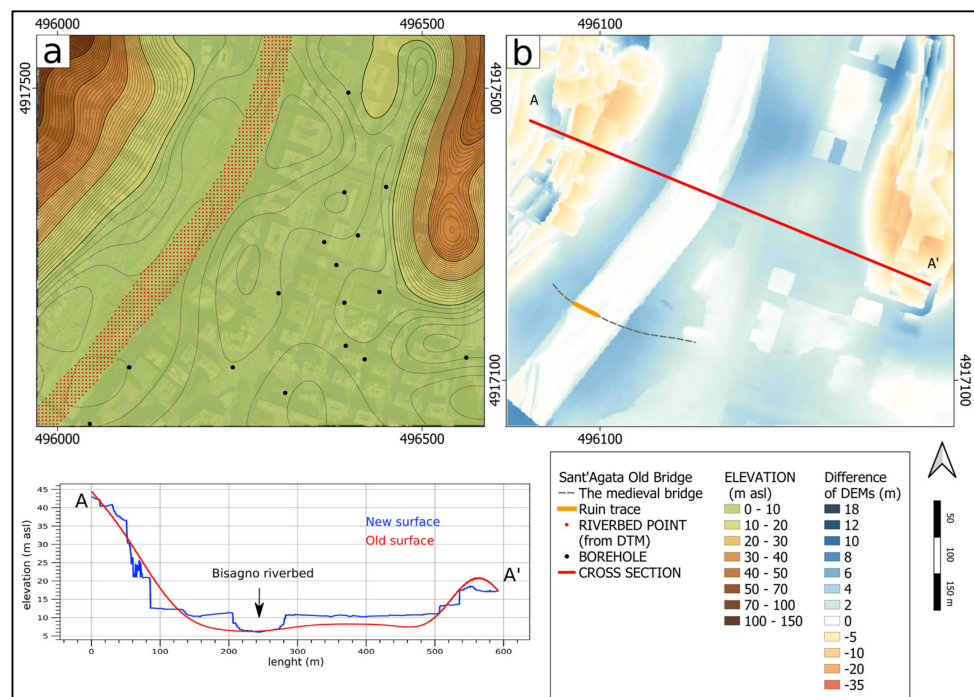 496000
496500
496100
a
b
4917500
4917500
4917100
4917100
A
A'
496000
496500
496100
A
A'
New surface
Old surface
Bisagno riverbed
elevation (m asl)
45
40
35
30
25
20
15
10
5
0
100
200
300
400
500
600
lenght (m)
Sant'Agata Old Bridge
The medieval bridge
Ruin trace
RIVERBED POINT
(from DTM)
BOREHOLE
CROSS SECTION
ELEVATION
(m asl)
0 - 10
10 - 20
20 - 30
30 - 40
40 - 50
50 - 70
70 - 100
100 - 150
Difference
of DEMs (m)
18
12
10
8
6
4
2
0
-5
-10
-20
-35
50
100
150 m